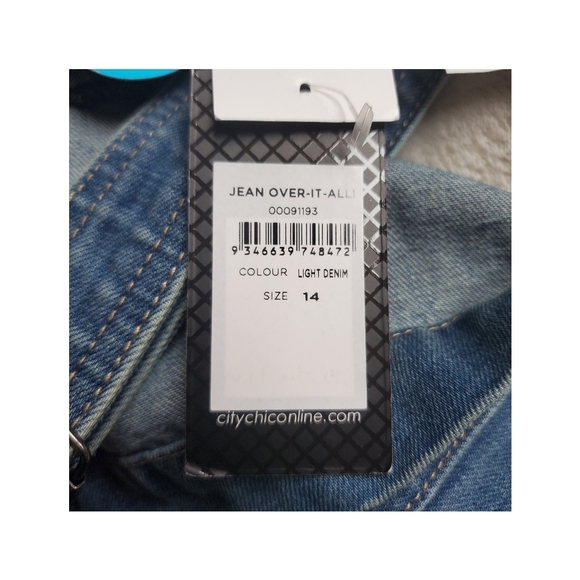 JEAN OVER-IT-ALL
00091193
9 346639 748472
COLOUR LIGHT DENIM
SIZE 14
citychiconline.com